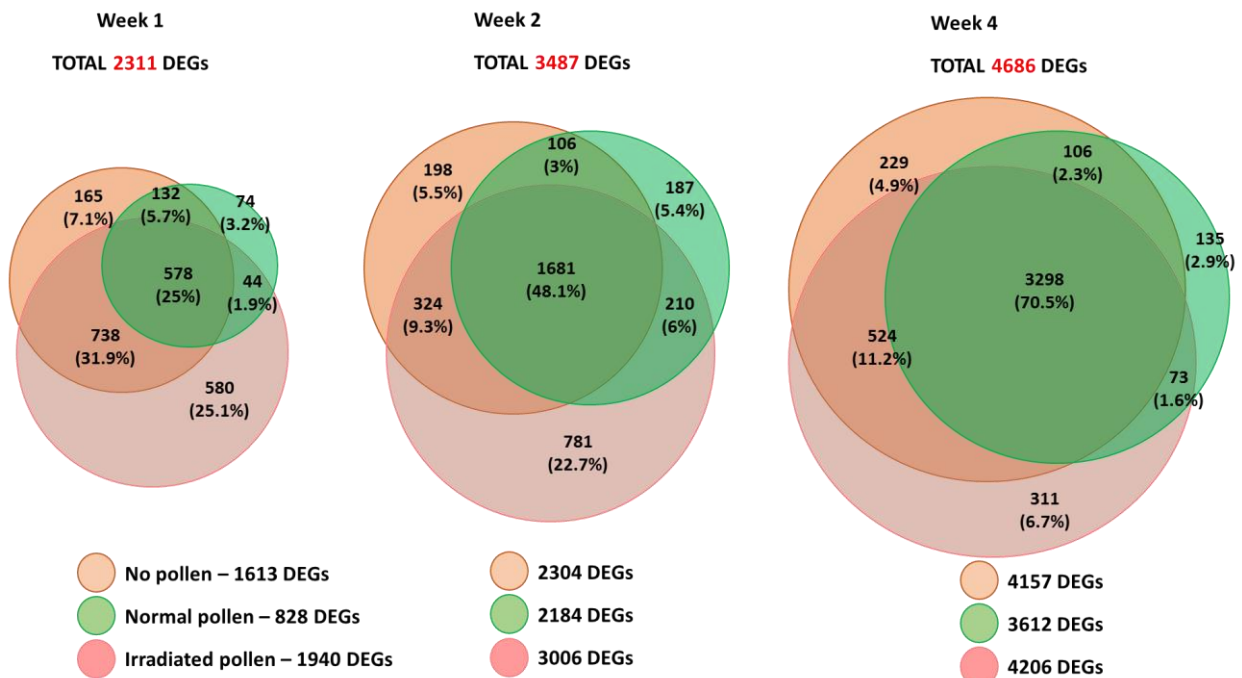 Week 1
TOTAL 2311 DEGs
165
(7.1%)
132
(5.7%)
74
(3.2%)
578
(25%)
44
(1.9%)
738
(31.9%)
580
(25.1%)
No pollen – 1613 DEGs
Normal pollen – 828 DEGs
Irradiated pollen – 1940 DEGs
Week 2
TOTAL 3487 DEGs
198
(5.5%)
106
(3%)
187
(5.4%)
1681
(48.1%)
324
(9.3%)
210
(6%)
781
(22.7%)
2304 DEGs
2184 DEGs
3006 DEGs
Week 4
TOTAL 4686 DEGs
229
(4.9%)
106
(2.3%)
135
(2.9%)
3298
(70.5%)
524
(11.2%)
73
(1.6%)
311
(6.7%)
4157 DEGs
3612 DEGs
4206 DEGs